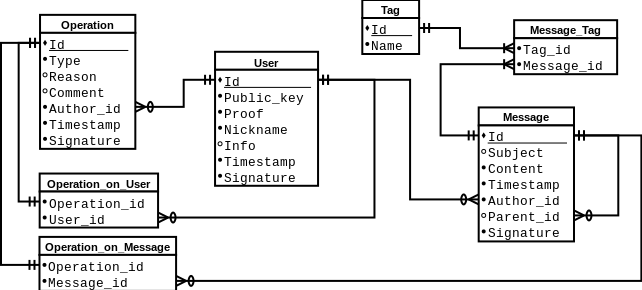 Operation
Id
Type
Reason
Comment
Author_id
Timestamp
Signature
User
Id
Public_key
Proof
Nickname
Info
Timestamp
Signature
Tag
Id
Name
Message_Tag
Tag_id
Message_id
Message
Id
Subject
Content
Timestamp
Author_id
Parent_id
Signature
Operation_on_User
Operation_id
User_id
Operation_on_Message
Operation_id
Message_id